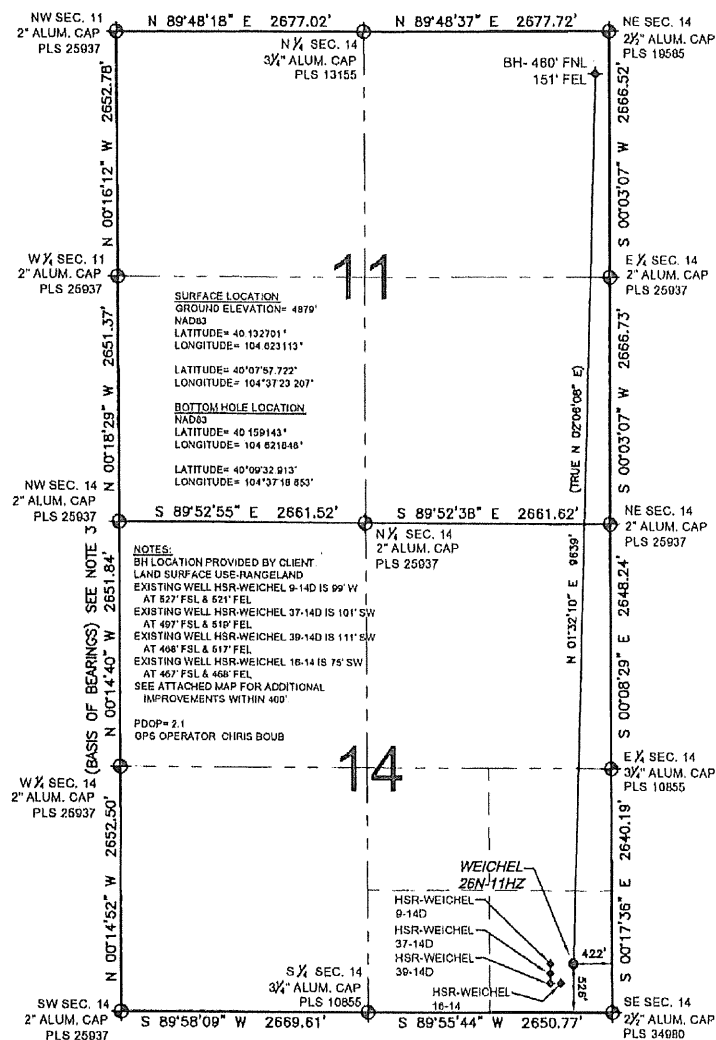 NW SEC. 11
2" ALUM. CAP
PLS 25937
N 89°48'18" E 2677.02'
N 89°48'37" E 2677.72'
NE SEC. 14
2½" ALUM. CAP
PLS 19585
N ¼ SEC. 14
3¼" ALUM. CAP
PLS 13155
BH- 460' FNL
151' FEL
N 00°16'12" W 2652.78'
S 00°03'07" W 2666.52'
W ¼ SEC. 11
2" ALUM. CAP
PLS 25937
11
E ¼ SEC. 14
2" ALUM. CAP
PLS 25937
SURFACE LOCATION
GROUND ELEVATION= 4879'
NAD83
LATITUDE= 40.132701°
LONGITUDE= 104.623113°
LATITUDE= 40°07'57.722"
LONGITUDE= 104°37'23.207"
BOTTOM HOLE LOCATION
NAD83
LATITUDE= 40.159143°
LONGITUDE= 104.621848°
LATITUDE= 40°09'32.913"
LONGITUDE= 104°37'18.653"
N 00°18'29" W 2651.37'
S 00°03'07" W 2666.73'
(TRUE N 02°06'08" E)
N 01°32'10" E 9639'
NW SEC. 14
2" ALUM. CAP
PLS 25937
S 89°52'55" E 2661.52'
S 89°52'38" E 2661.62'
N ¼ SEC. 14
2" ALUM. CAP
PLS 25937
NE SEC. 14
2" ALUM. CAP
PLS 25937
(BASIS OF BEARINGS) SEE NOTE 3
N 00°14'40" W 2651.84'
NOTES:
BH LOCATION PROVIDED BY CLIENT.
LAND SURFACE USE-RANGELAND
EXISTING WELL HSR-WEICHEL 9-14D IS 99' W
AT 527' FSL & 521' FEL
EXISTING WELL HSR-WEICHEL 37-14D IS 101' SW
AT 497' FSL & 519' FEL
EXISTING WELL HSR-WEICHEL 39-14D IS 111' SW
AT 468' FSL & 517' FEL
EXISTING WELL HSR-WEICHEL 16-14 IS 75' SW
AT 467' FSL & 468' FEL
SEE ATTACHED MAP FOR ADDITIONAL
IMPROVEMENTS WITHIN 400'
PDOP= 2.1
GPS OPERATOR CHRIS BOUB
S 00°08'29" E 2648.24'
W ¼ SEC. 14
2" ALUM. CAP
PLS 25937
14
E ¼ SEC. 14
3¼" ALUM. CAP
PLS 10855
N 00°14'52" W 2652.50'
S 00°17'36" E 2640.19'
WEICHEL
26N-11HZ
HSR-WEICHEL
9-14D
HSR-WEICHEL
37-14D
HSR-WEICHEL
39-14D
HSR-WEICHEL
16-14
422'
526'
S ¼ SEC. 14
3¼" ALUM. CAP
PLS 10855
SW SEC. 14
2" ALUM. CAP
PLS 25937
S 89°58'09" W 2669.61'
S 89°55'44" W 2650.77'
SE SEC. 14
2½" ALUM. CAP
PLS 34980